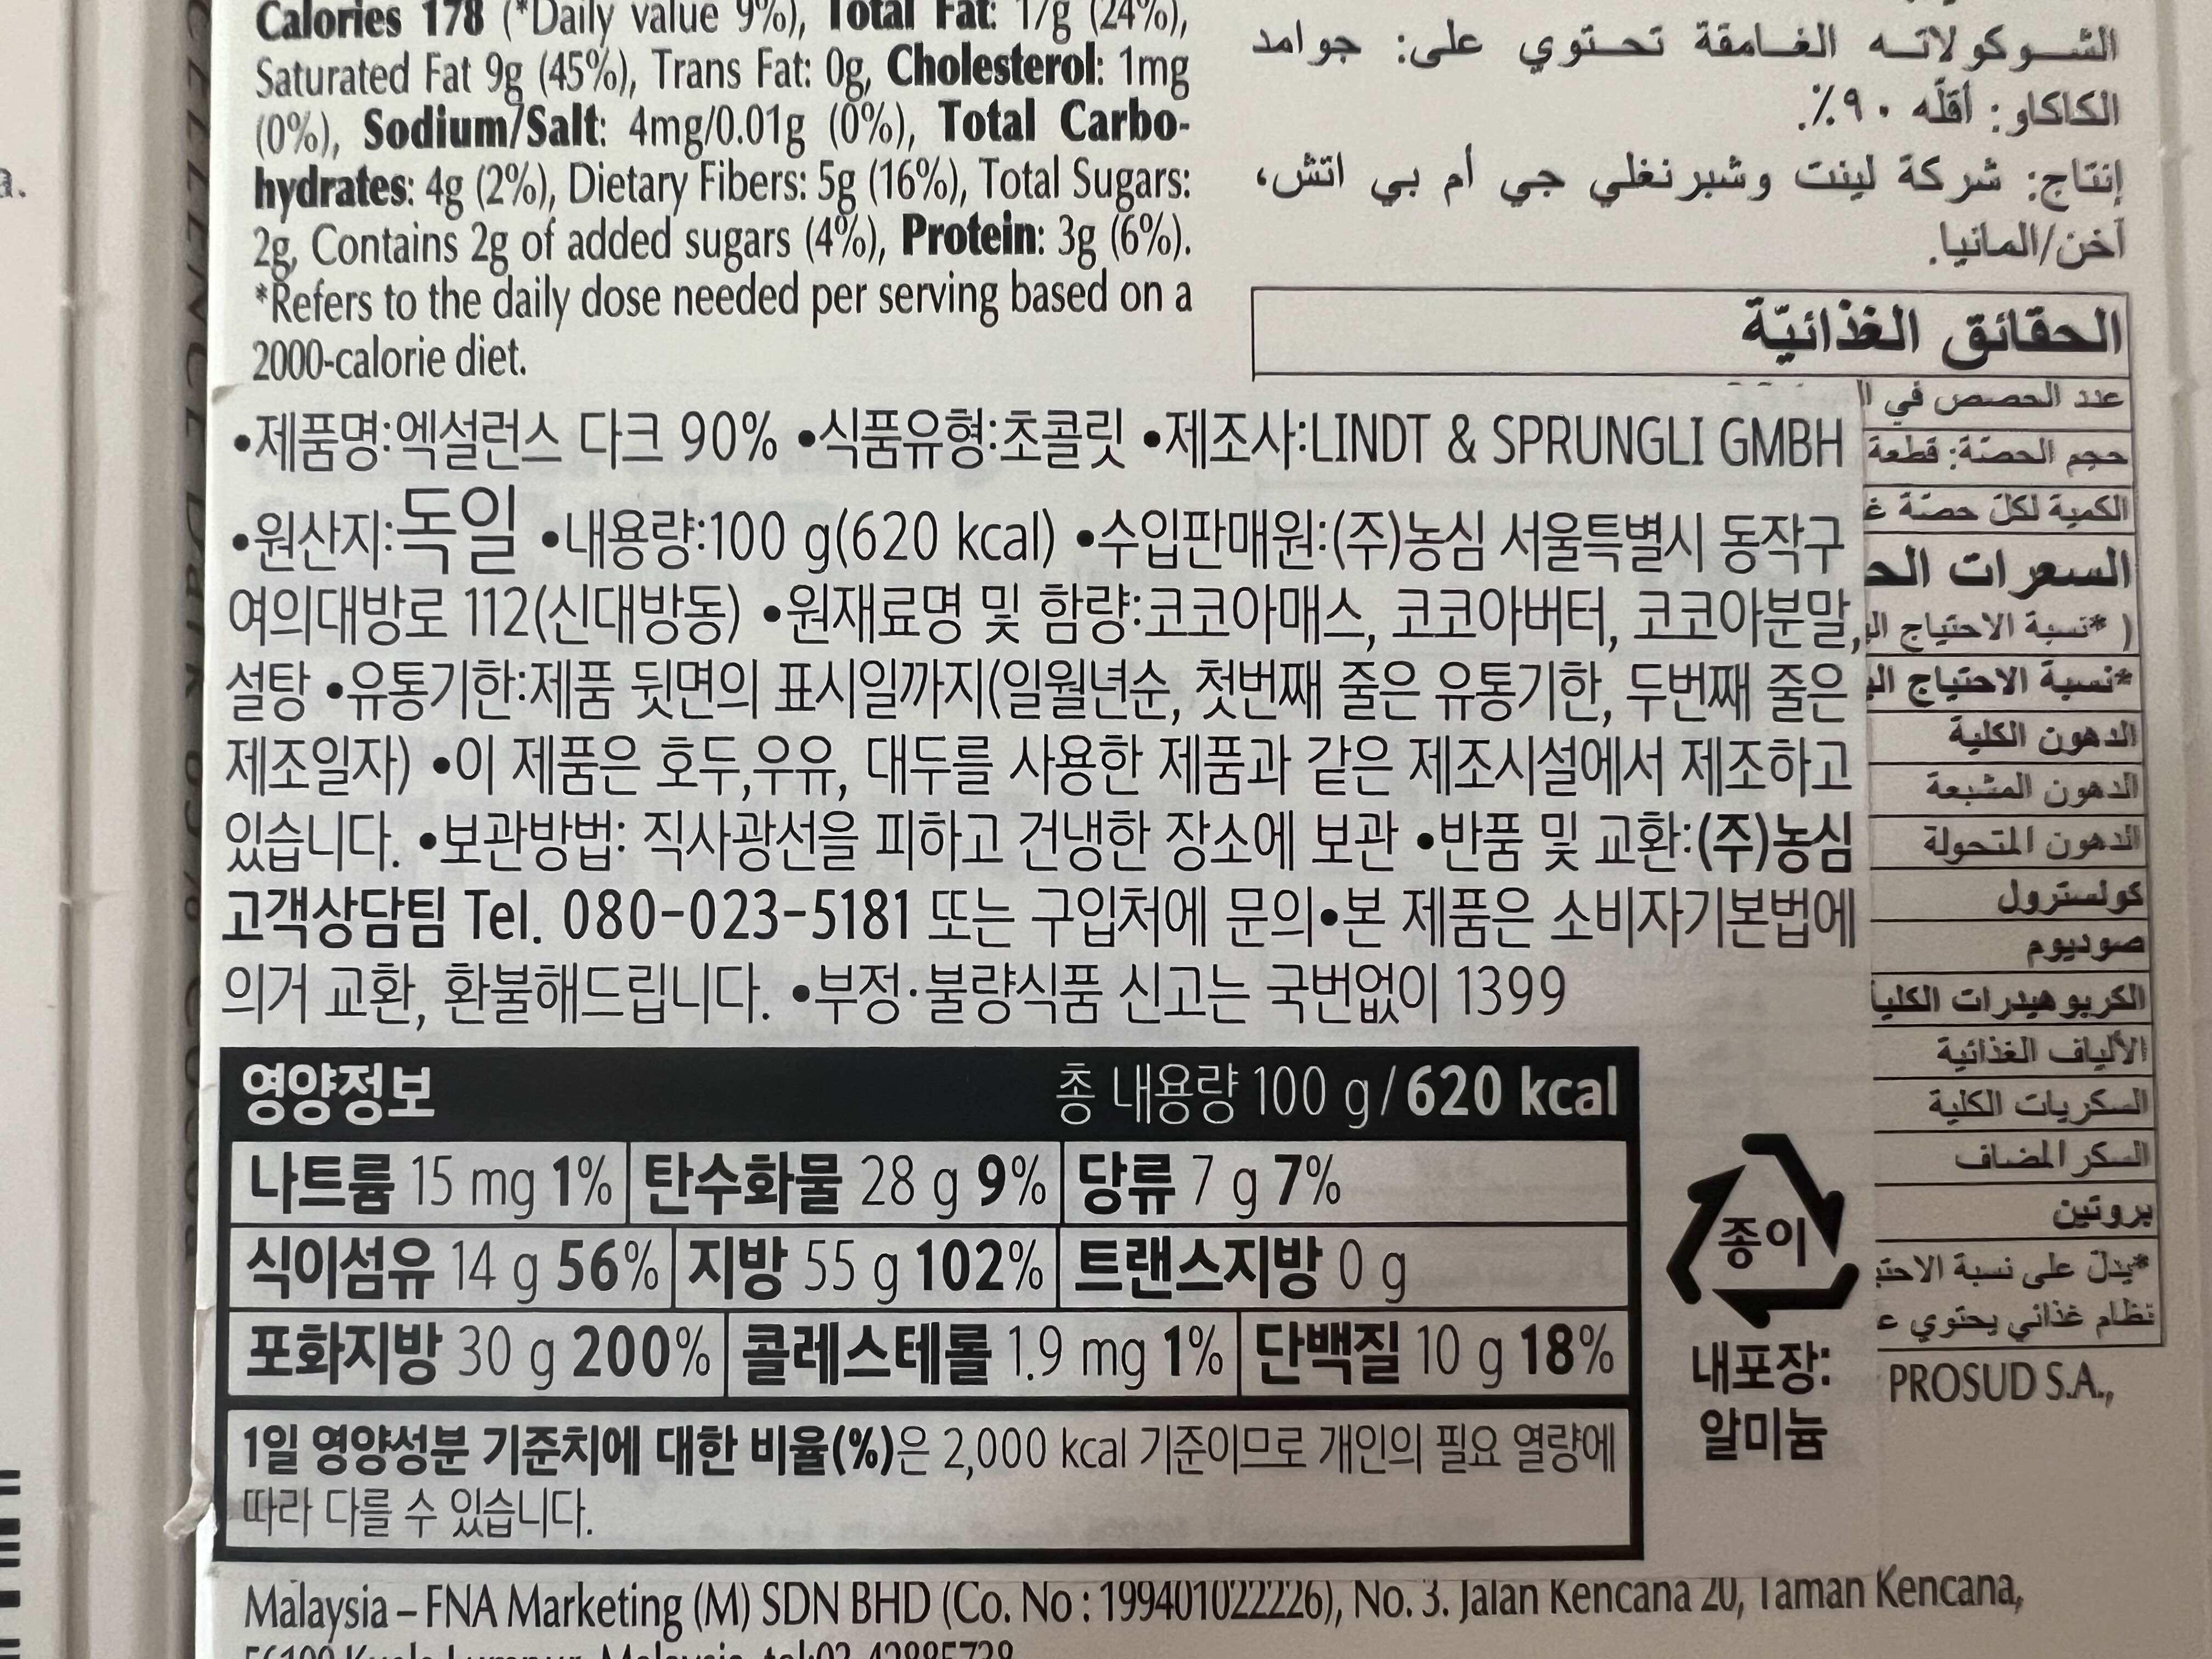 Calories 178 (*Daily value 9%), Total Fat: 17g (24%),
Saturated Fat 9g (45%), Trans Fat: 0g, Cholesterol: 1mg
(0%), Sodium/Salt: 4mg/0.01g (0%), Total Carbo-
hydrates: 4g (2%), Dietary Fibers: 5g (16%), Total Sugars:
2g, Contains 2g of added sugars (4%), Protein: 3g (6%).
*Refers to the daily dose needed per serving based on a
2000-calorie diet.
الشوكولاته الغامقة تحتوي على: جوامد
الكاكاو: أقلّه ٩٠٪.
إنتاج: شركة لينت وشبرنغلي جي أم بي اتش،
آخن/المانيا.
الحقائق الغذائيّة
عدد الحصص في
حجم الحصّة: قطعة
الكمية لكلّ حصّة
السعرات
( *نسبة الاحتياج
*نسبة الاحتياج
الدهون الكلية
الدهون المشبعة
الدهون المتحولة
كولسترول
صوديوم
الكربوهيدرات
الألياف الغذائية
السكريات الكلية
السكر المضاف
بروتين
*يدلّ على نسبة
نظام غذائي يحتوي
•제품명:엑설런스 다크 90% •식품유형:초콜릿 •제조사:LINDT & SPRUNGLI GMBH
•원산지:독일 •내용량:100 g(620 kcal) •수입판매원:(주)농심 서울특별시 동작구
여의대방로 112(신대방동) •원재료명 및 함량:코코아매스, 코코아버터, 코코아분말,
설탕 •유통기한:제품 뒷면의 표시일까지(일월년순, 첫번째 줄은 유통기한, 두번째 줄은
제조일자) •이 제품은 호두,우유, 대두를 사용한 제품과 같은 제조시설에서 제조하고
있습니다. •보관방법: 직사광선을 피하고 건냉한 장소에 보관 •반품 및 교환:(주)농심
고객상담팀 Tel. 080-023-5181 또는 구입처에 문의•본 제품은 소비자기본법에
의거 교환, 환불해드립니다. •부정·불량식품 신고는 국번없이 1399
영양정보 총 내용량 100 g/620 kcal
나트륨 15 mg 1% 탄수화물 28 g 9% 당류 7 g 7%
식이섬유 14 g 56% 지방 55 g 102% 트랜스지방 0 g
포화지방 30 g 200% 콜레스테롤 1.9 mg 1% 단백질 10 g 18%
1일 영양성분 기준치에 대한 비율(%)은 2,000 kcal 기준이므로 개인의 필요 열량에
따라 다를 수 있습니다.
종이
내포장:
알미늄
PROSUD S.A.,
Malaysia – FNA Marketing (M) SDN BHD (Co. No : 199401022226), No. 3. Jalan Kencana 20, Taman Kencana,